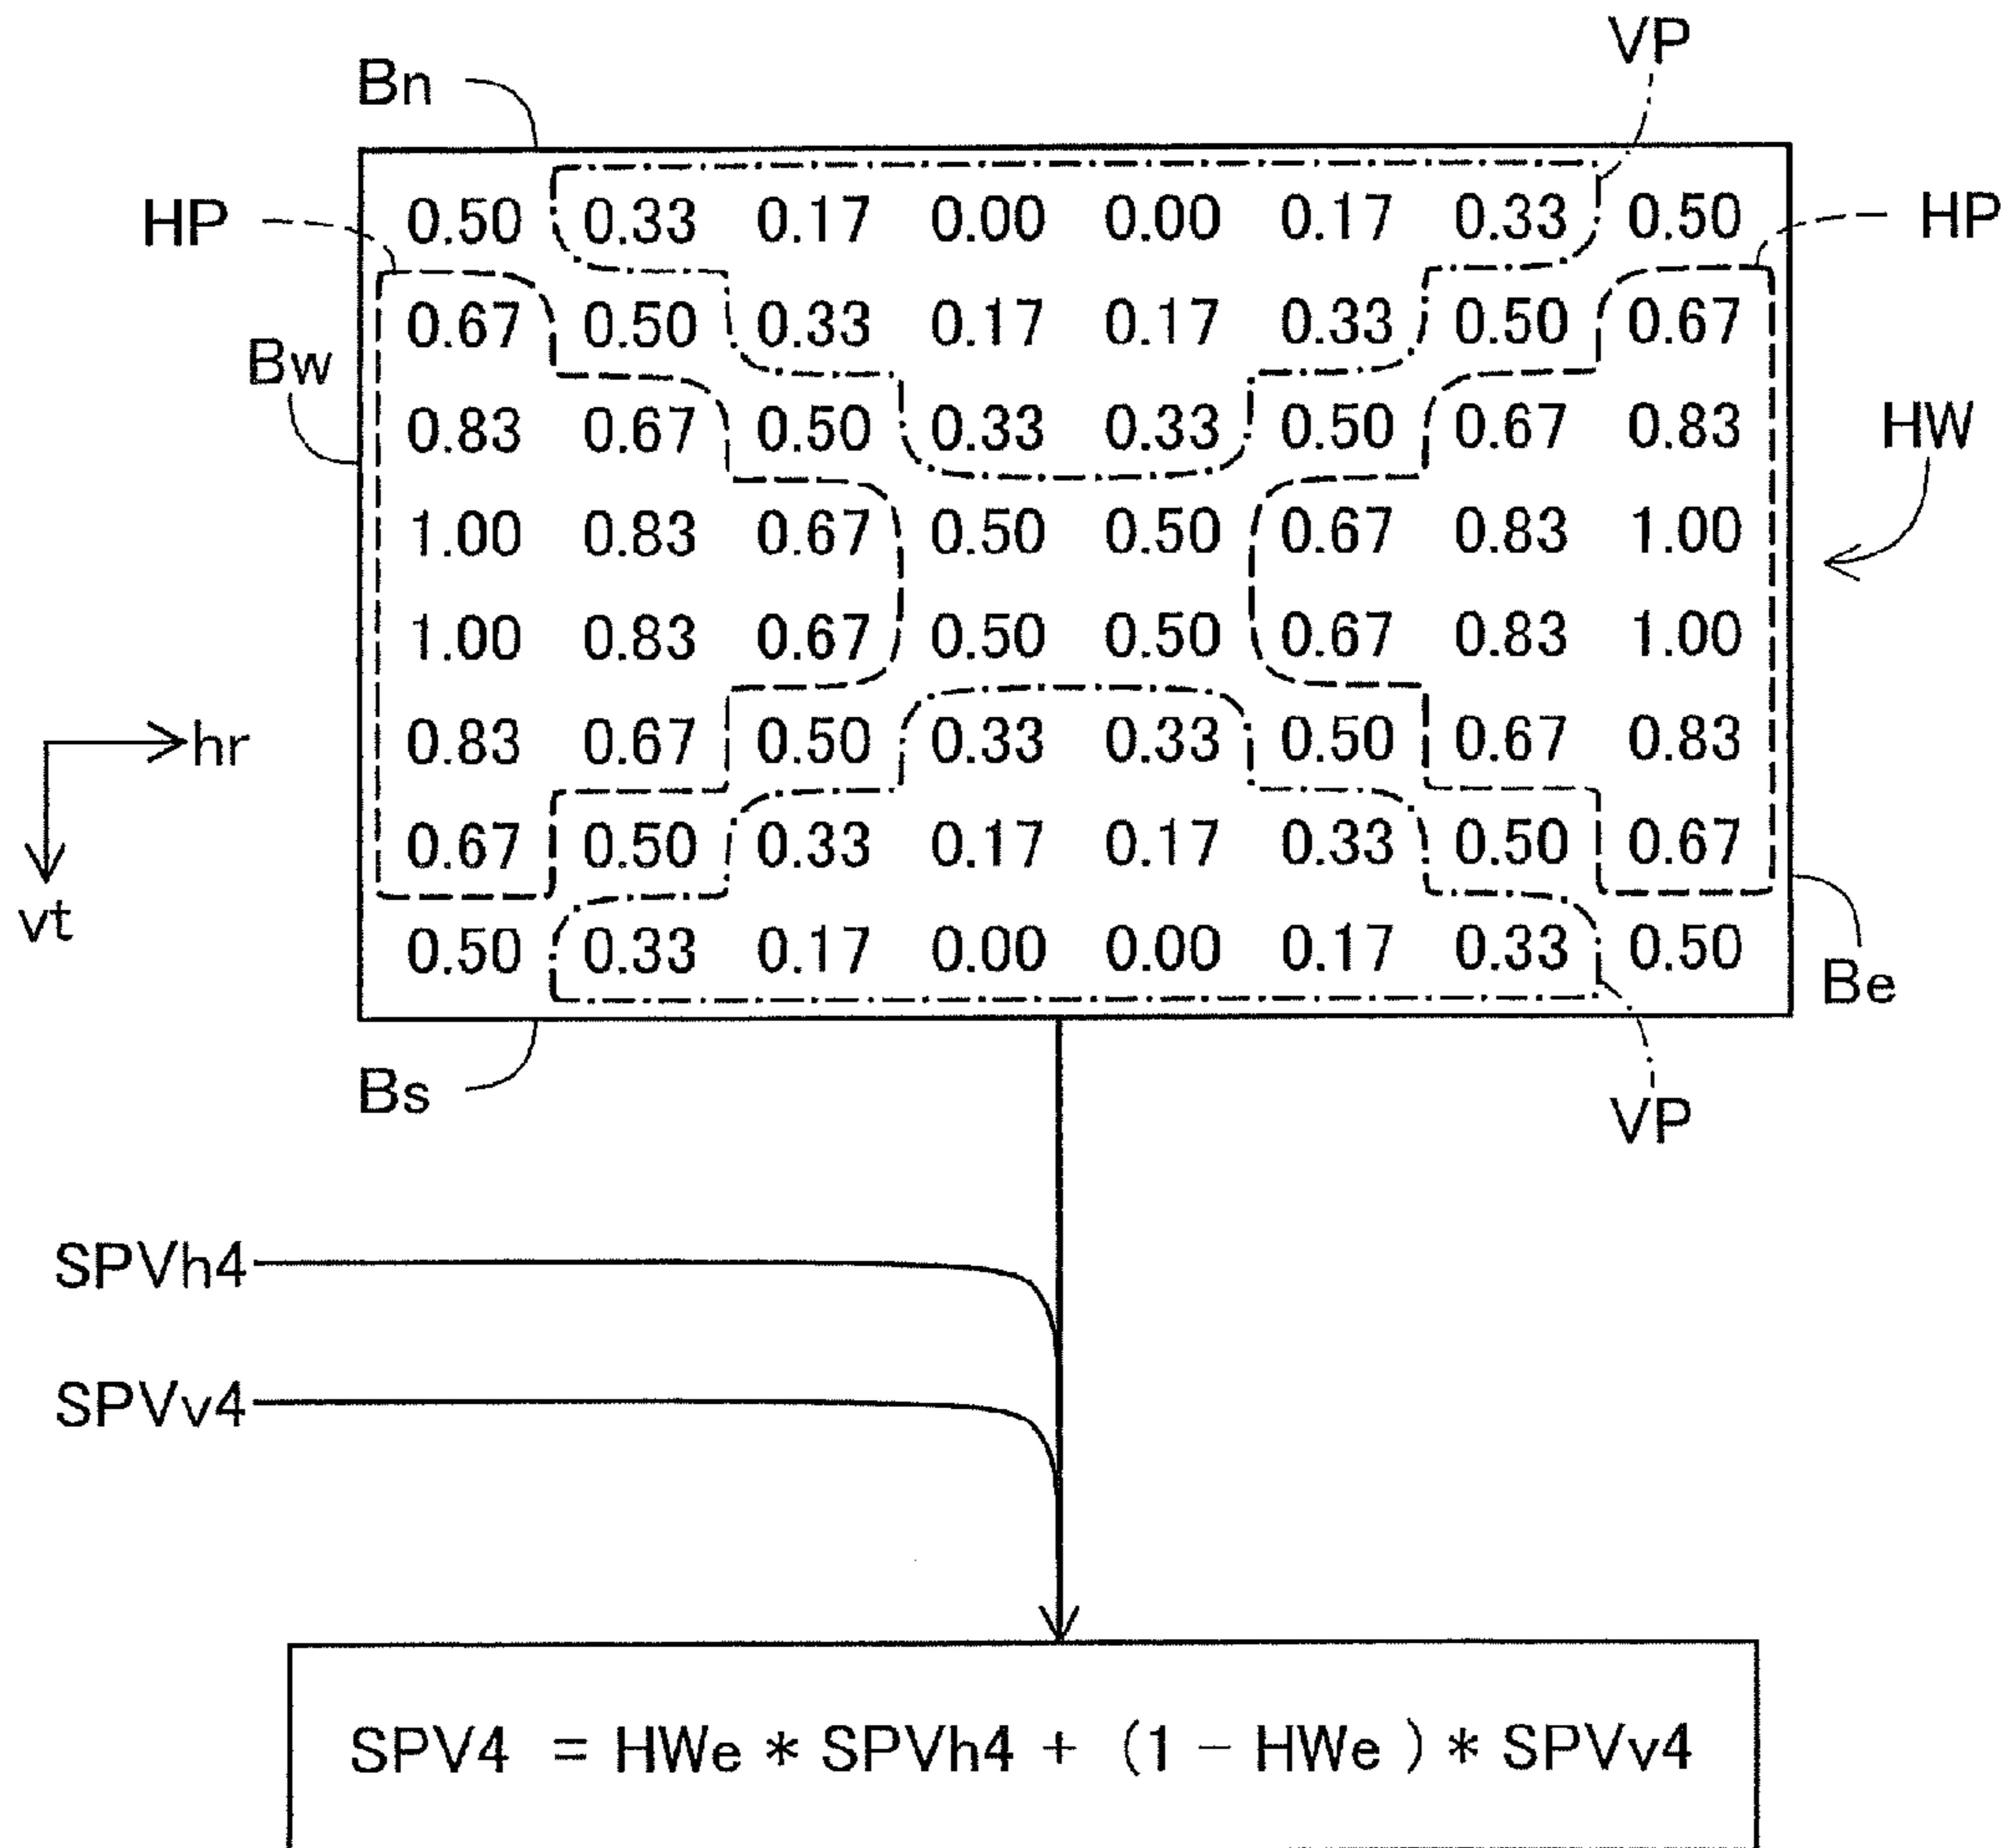 VP
Bn
HP
HP
0.50 0.33 0.17 0.00 0.00 0.17 0.33 0.50
0.67 0.50 0.33 0.17 0.17 0.33 0.50 0.67
Bw
0.83 0.67 0.50 0.33 0.33 0.50 0.67 0.83
HW
1.00 0.83 0.67 0.50 0.50 0.67 0.83 1.00
1.00 0.83 0.67 0.50 0.50 0.67 0.83 1.00
0.83 0.67 0.50 0.33 0.33 0.50 0.67 0.83
hr
0.67 0.50 0.33 0.17 0.17 0.33 0.50 0.67
vt
0.50 0.33 0.17 0.00 0.00 0.17 0.33 0.50
Be
Bs
VP
SPVh4
SPVv4
SPV4 = HWe * SPVh4 + (1 - HWe ) * SPVv4